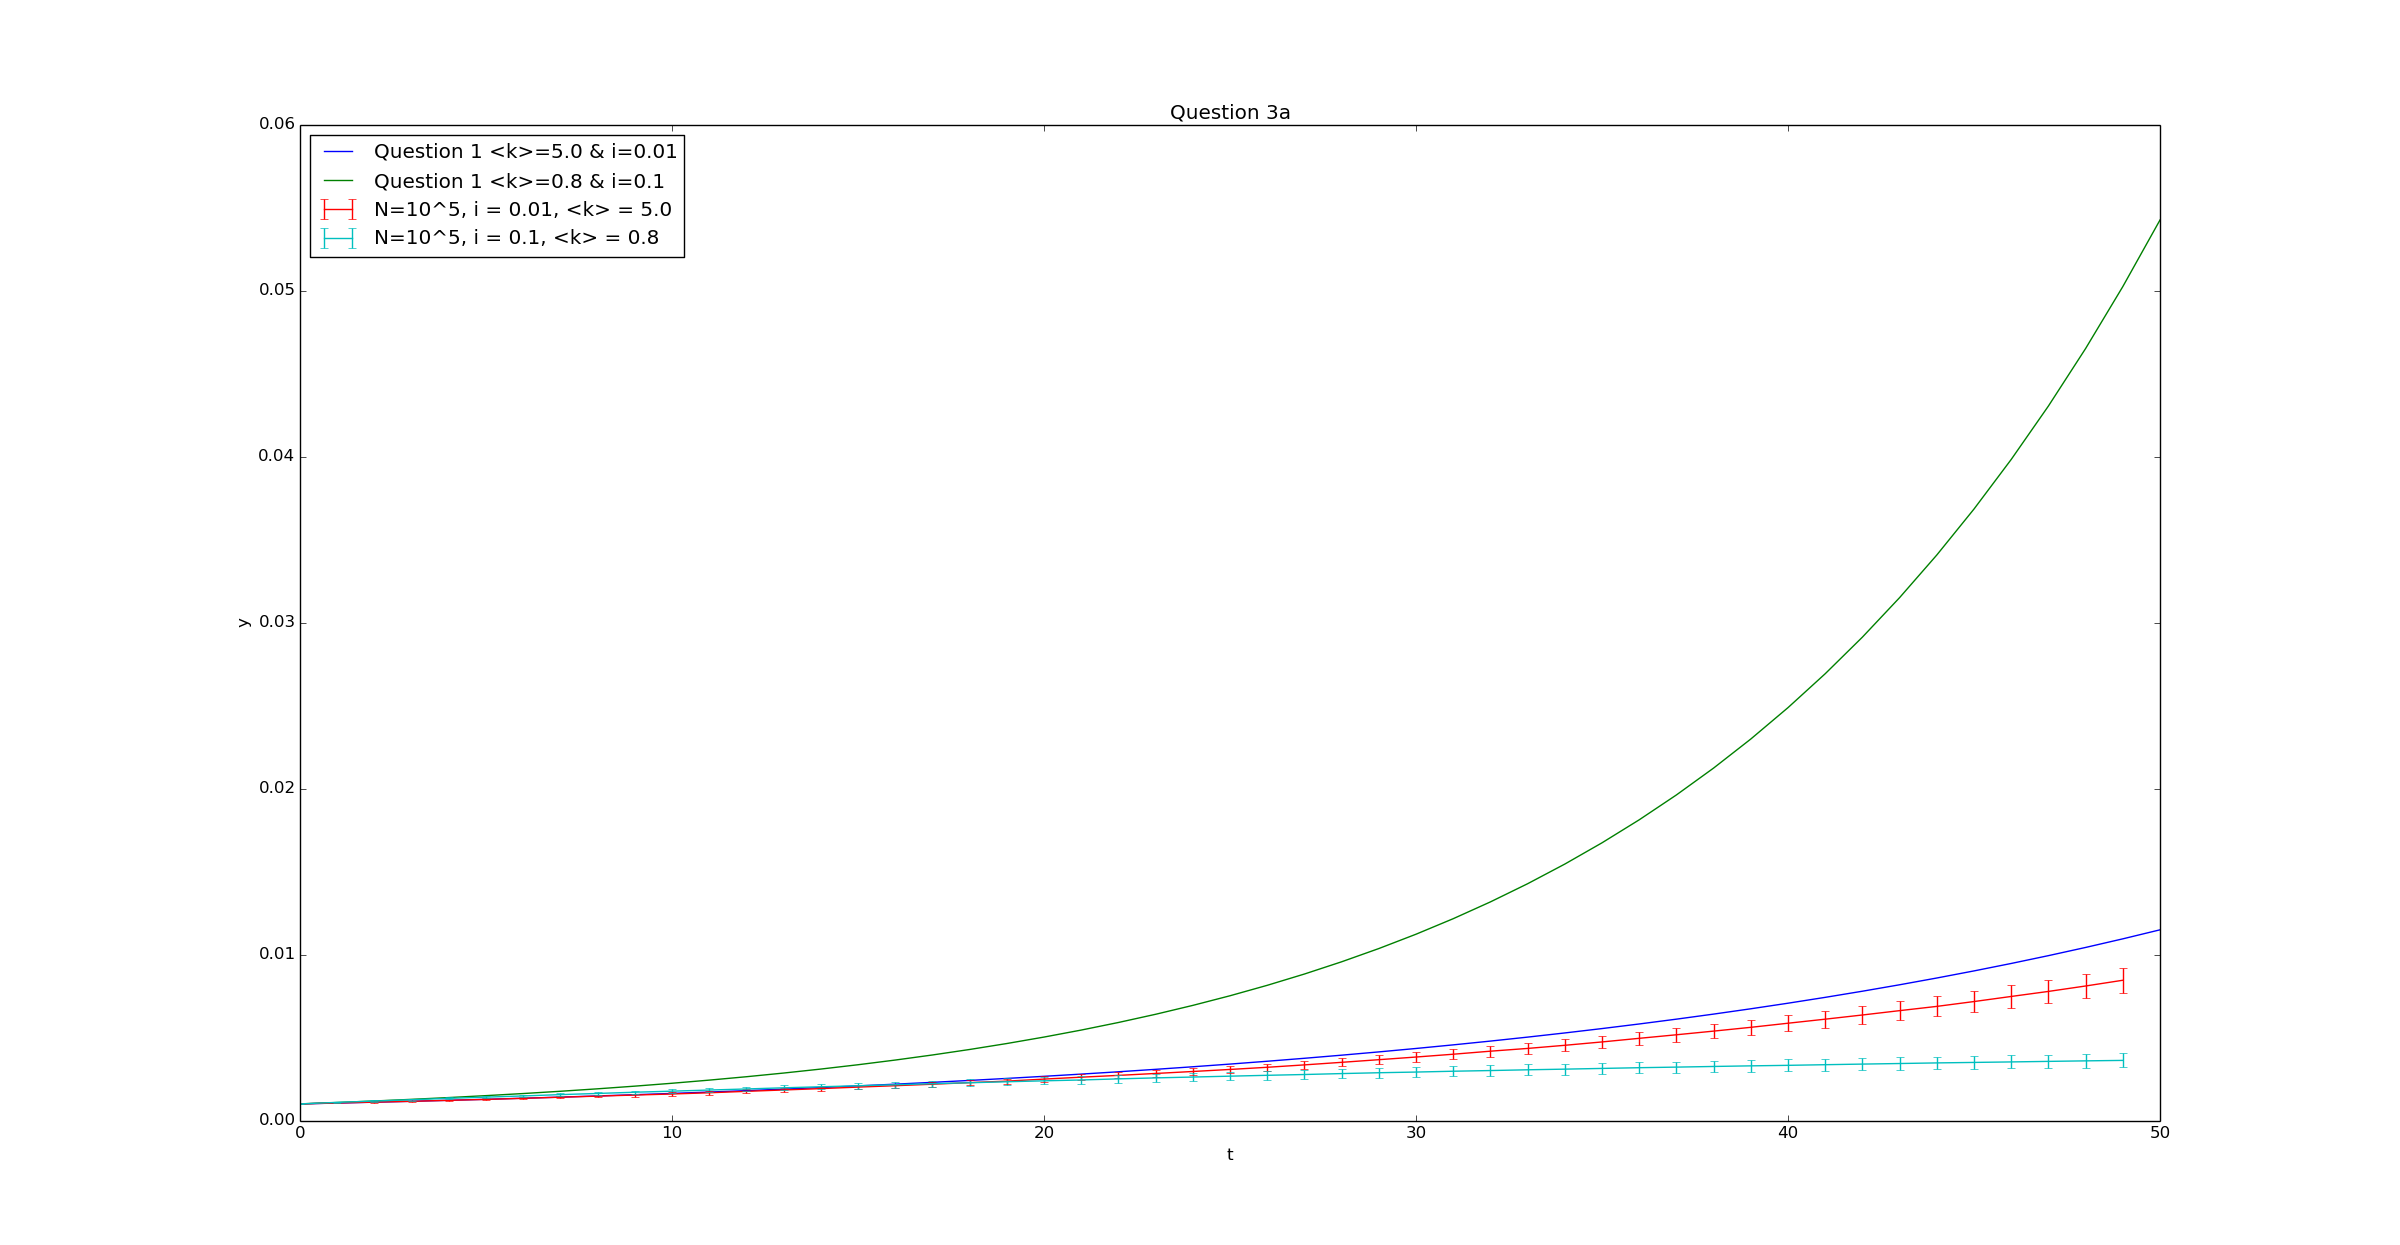 Question 3a
0.06
Question 1 <k>=5.0 & i=0.01
Question 1 <k>=0.8 & i=0.1
N=10^5, i = 0.01, <k> = 5.0
N=10^5, i = 0.1, <k> = 0.8
0.05
0.04
y
0.03
0.02
0.01
0.00
0 10 20 30 40 50
t